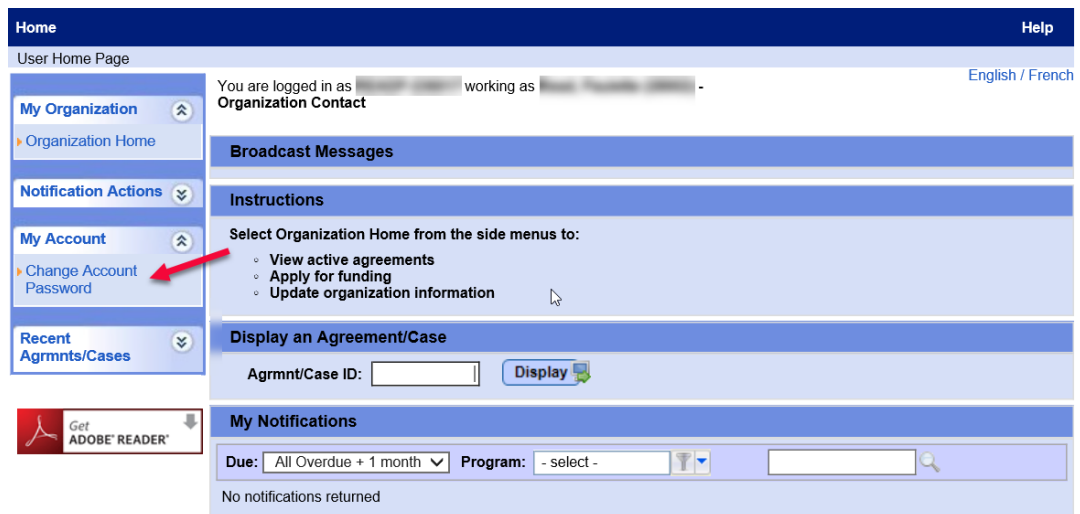 Home Help
User Home Page
English / French
You are logged in as working as -
Organization Contact
My Organization
Organization Home
Notification Actions
My Account
Change Account
Password
Recent
Agrmnts/Cases
Get
ADOBE® READER®
Broadcast Messages
Instructions
Select Organization Home from the side menus to:
View active agreements
Apply for funding
Update organization information
Display an Agreement/Case
Agrmnt/Case ID: Display
My Notifications
Due: All Overdue + 1 month Program: - select -
No notifications returned